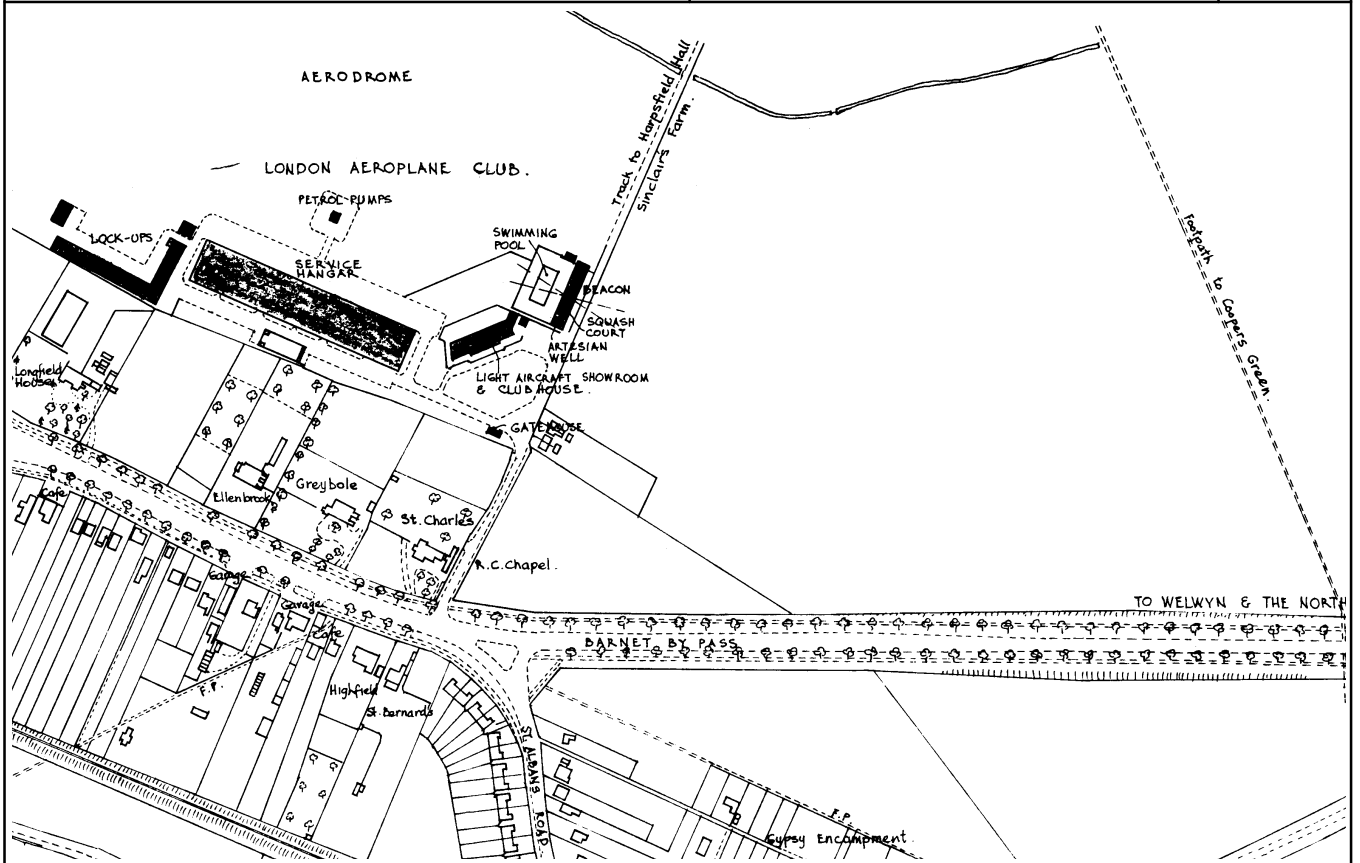 AERODROME
LONDON AEROPLANE CLUB.
PETROL-PUMPS
LOCK-UPS
SERVICE
HANGAR
SWIMMING
POOL
BEACON
SQUASH
COURT
ARTESIAN
WELL
LIGHT AIRCRAFT SHOWROOM
& CLUB HOUSE.
GATEHOUSE
Track to Harpsfield Hall
Sinclair's Farm.
Footpath to Coopers Green.
Longfield
House
Ellenbrook
Greybole
St. Charles
R.C. Chapel.
Cafe
Garage
Garage
Cafe
F.P.
Highfield
St. Bernards
TO WELWYN & THE NORTH
BARNET BY PASS
ST. ALBANS ROAD
F.P.
Gypsy Encampment.